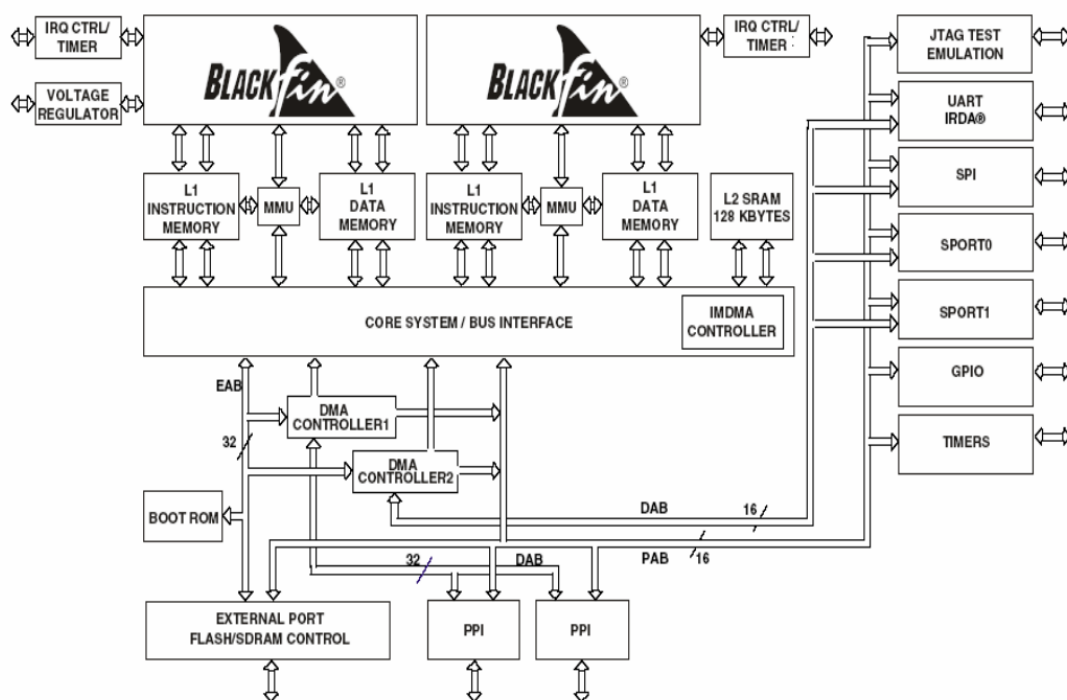 IRQ CTRL/
TIMER
BLACKfin®
BLACKfin®
IRQ CTRL/
TIMER :
JTAG TEST
EMULATION
VOLTAGE
REGULATOR
UART
IRDA®
L1
INSTRUCTION
MEMORY
MMU
L1
DATA
MEMORY
L1
INSTRUCTION
MEMORY
MMU
L1
DATA
MEMORY
L2 SRAM
128 KBYTES
SPI
SPORT0
CORE SYSTEM / BUS INTERFACE
IMDMA
CONTROLLER
SPORT1
EAB
DMA
CONTROLLER1
GPIO
32
DMA
CONTROLLER2
TIMERS
BOOT ROM
DAB
16
32
DAB
PAB
16
EXTERNAL PORT
FLASH/SDRAM CONTROL
PPI
PPI